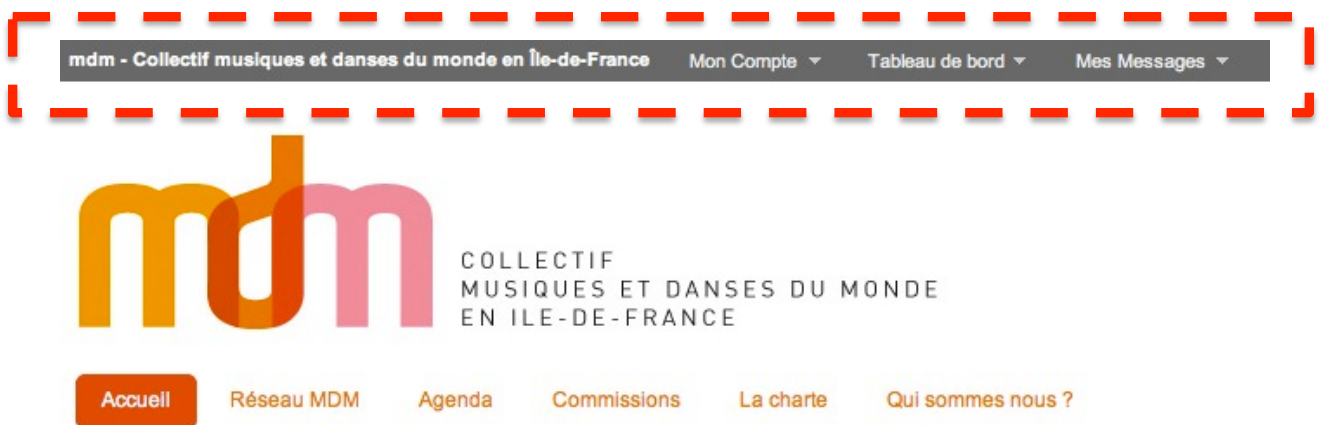 mdm - Collectif musiques et danses du monde en Île-de-France Mon Compte Tableau de bord Mes Messages
mdm
COLLECTIF
MUSIQUES ET DANSES DU MONDE
EN ILE-DE-FRANCE
Accueil Réseau MDM Agenda Commissions La charte Qui sommes nous ?